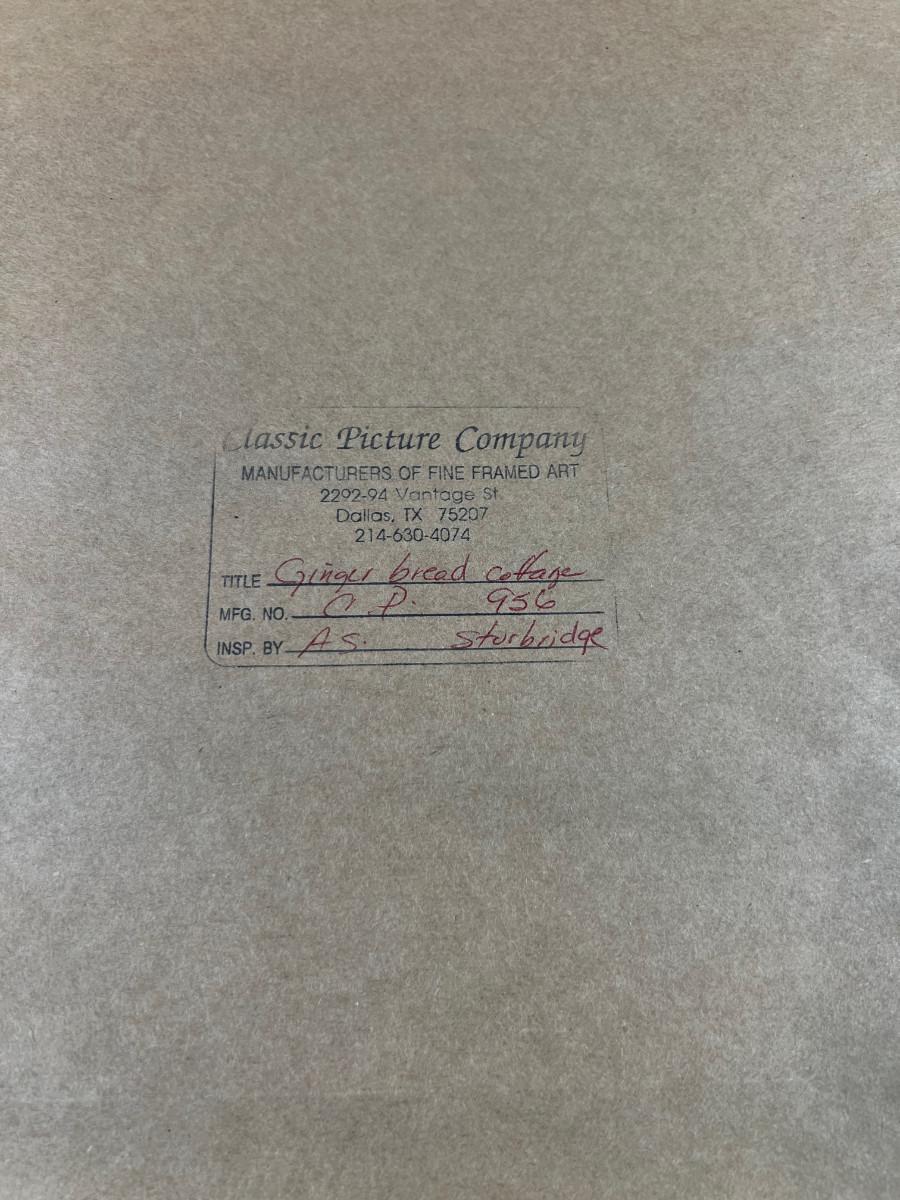 Classic Picture Company
MANUFACTURERS OF FINE FRAMED ART
2292-94 Vantage St.
Dallas, TX 75207
214-630-4074
TITLE Ginger bread cottage
MFG. NO. C P. 956
INSP. BY A S. Sturbridge